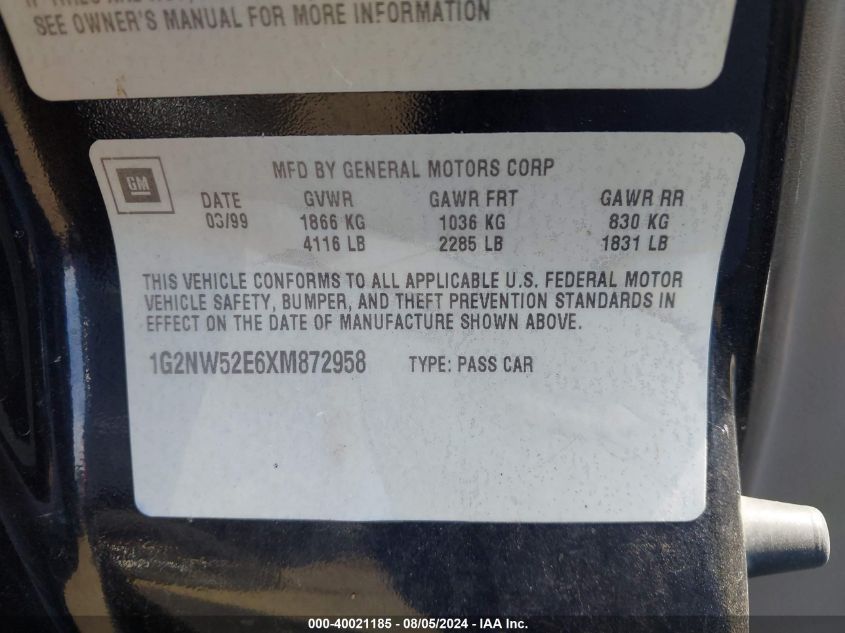 SEE OWNER'S MANUAL FOR MORE INFORMATION
GM
MFD BY GENERAL MOTORS CORP
DATE GVWR GAWR FRT GAWR RR
03/99 1866 KG 1036 KG 830 KG
4116 LB 2285 LB 1831 LB
THIS VEHICLE CONFORMS TO ALL APPLICABLE U.S. FEDERAL MOTOR
VEHICLE SAFETY, BUMPER, AND THEFT PREVENTION STANDARDS IN
EFFECT ON THE DATE OF MANUFACTURE SHOWN ABOVE.
1G2NW52E6XM872958 TYPE: PASS CAR
000-40021185 - 08/05/2024 - © IAA, Inc.